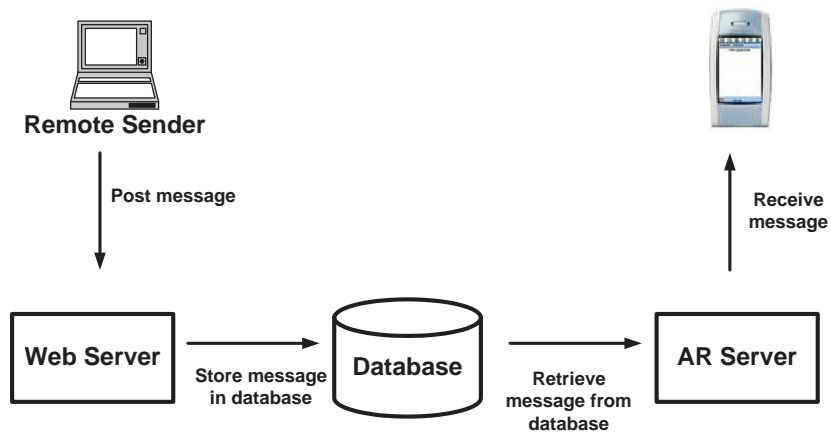 Remote Sender
Post message
Receive
message
Web Server
Store message
in database
Database
Retrieve
message from
database
AR Server